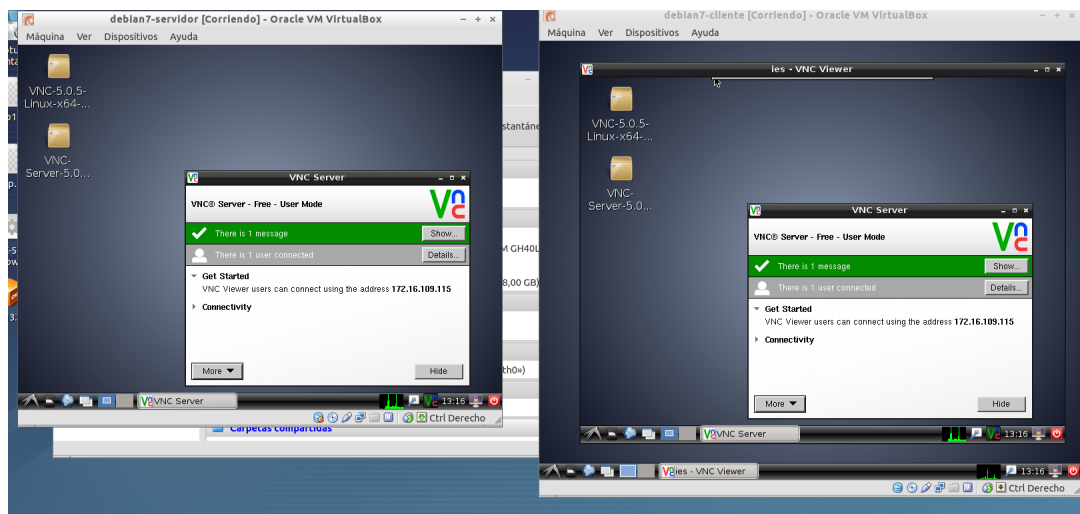 debian7-servidor [Corriendo] - Oracle VM VirtualBox
Máquina Ver Dispositivos Ayuda
VNC-5.0.5-
Linux-x64-...
VNC-
Server-5.0...
VNC Server
VNC® Server - Free - User Mode
There is 1 message
Show...
There is 1 user connected
Details...
Get Started
VNC Viewer users can connect using the address 172.16.109.115
Connectivity
More
Hide
VNC Server
13:16
Ctrl Derecho
Carpetas compartidas
stantáne
M GH40L
8,00 GB)
th0»)
debian7-cliente [Corriendo] - Oracle VM VirtualBox
Máquina Ver Dispositivos Ayuda
ies - VNC Viewer
VNC-5.0.5-
Linux-x64-...
VNC-
Server-5.0...
VNC Server
VNC® Server - Free - User Mode
There is 1 message
Show...
There is 1 user connected
Details...
Get Started
VNC Viewer users can connect using the address 172.16.109.115
Connectivity
More
Hide
VNC Server
13:16
ies - VNC Viewer
13:16
Ctrl Derecho